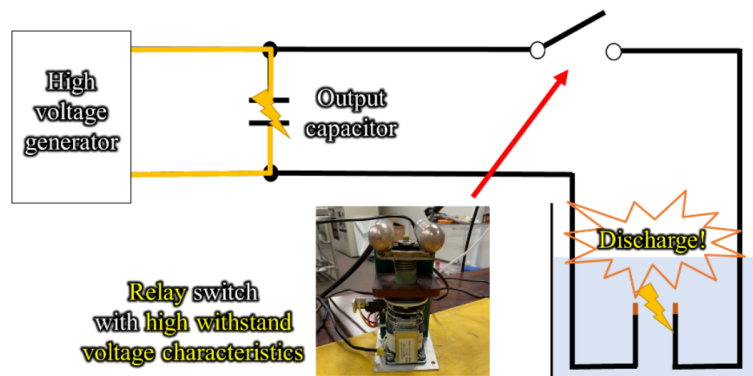 High
voltage
generator
Output
capacitor
Discharge!
Relay switch
with high withstand
voltage characteristics